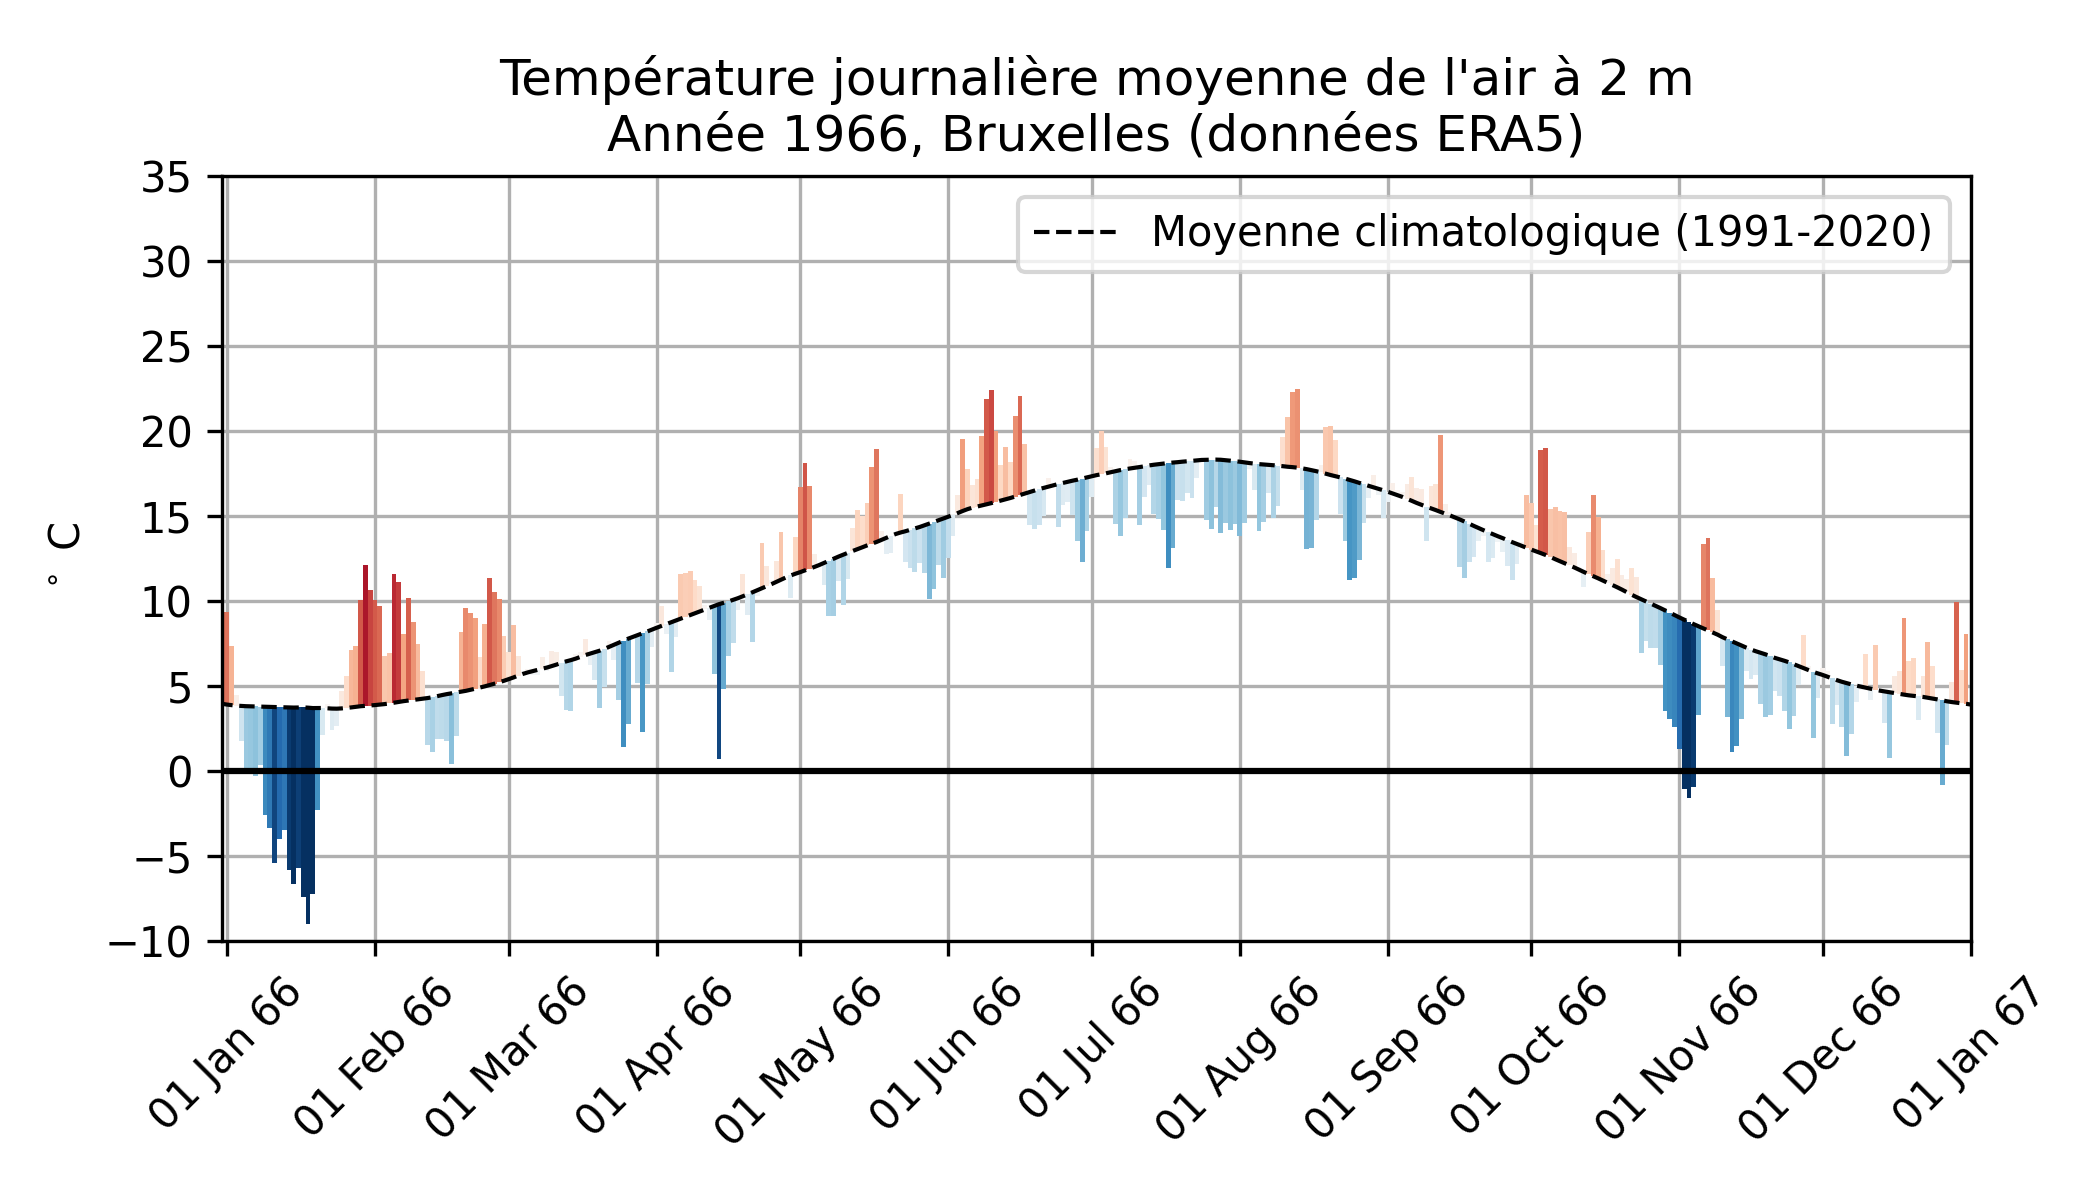 Température journalière moyenne de l'air à 2 m
Année 1966, Bruxelles (données ERA5)
Moyenne climatologique (1991-2020)
35
30
25
20
15
10
5
0
−5
−10
° C
01 Jan 66
01 Feb 66
01 Mar 66
01 Apr 66
01 May 66
01 Jun 66
01 Jul 66
01 Aug 66
01 Sep 66
01 Oct 66
01 Nov 66
01 Dec 66
01 Jan 67